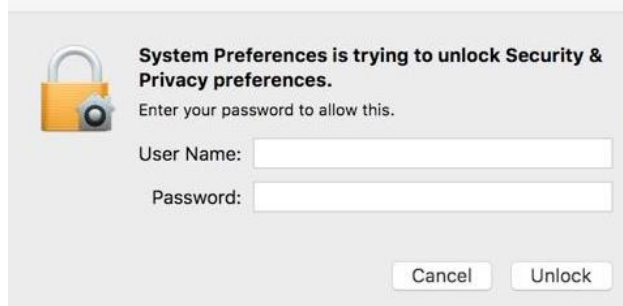 System Preferences is trying to unlock Security &
Privacy preferences.
Enter your password to allow this.
User Name:
Password:
Cancel
Unlock